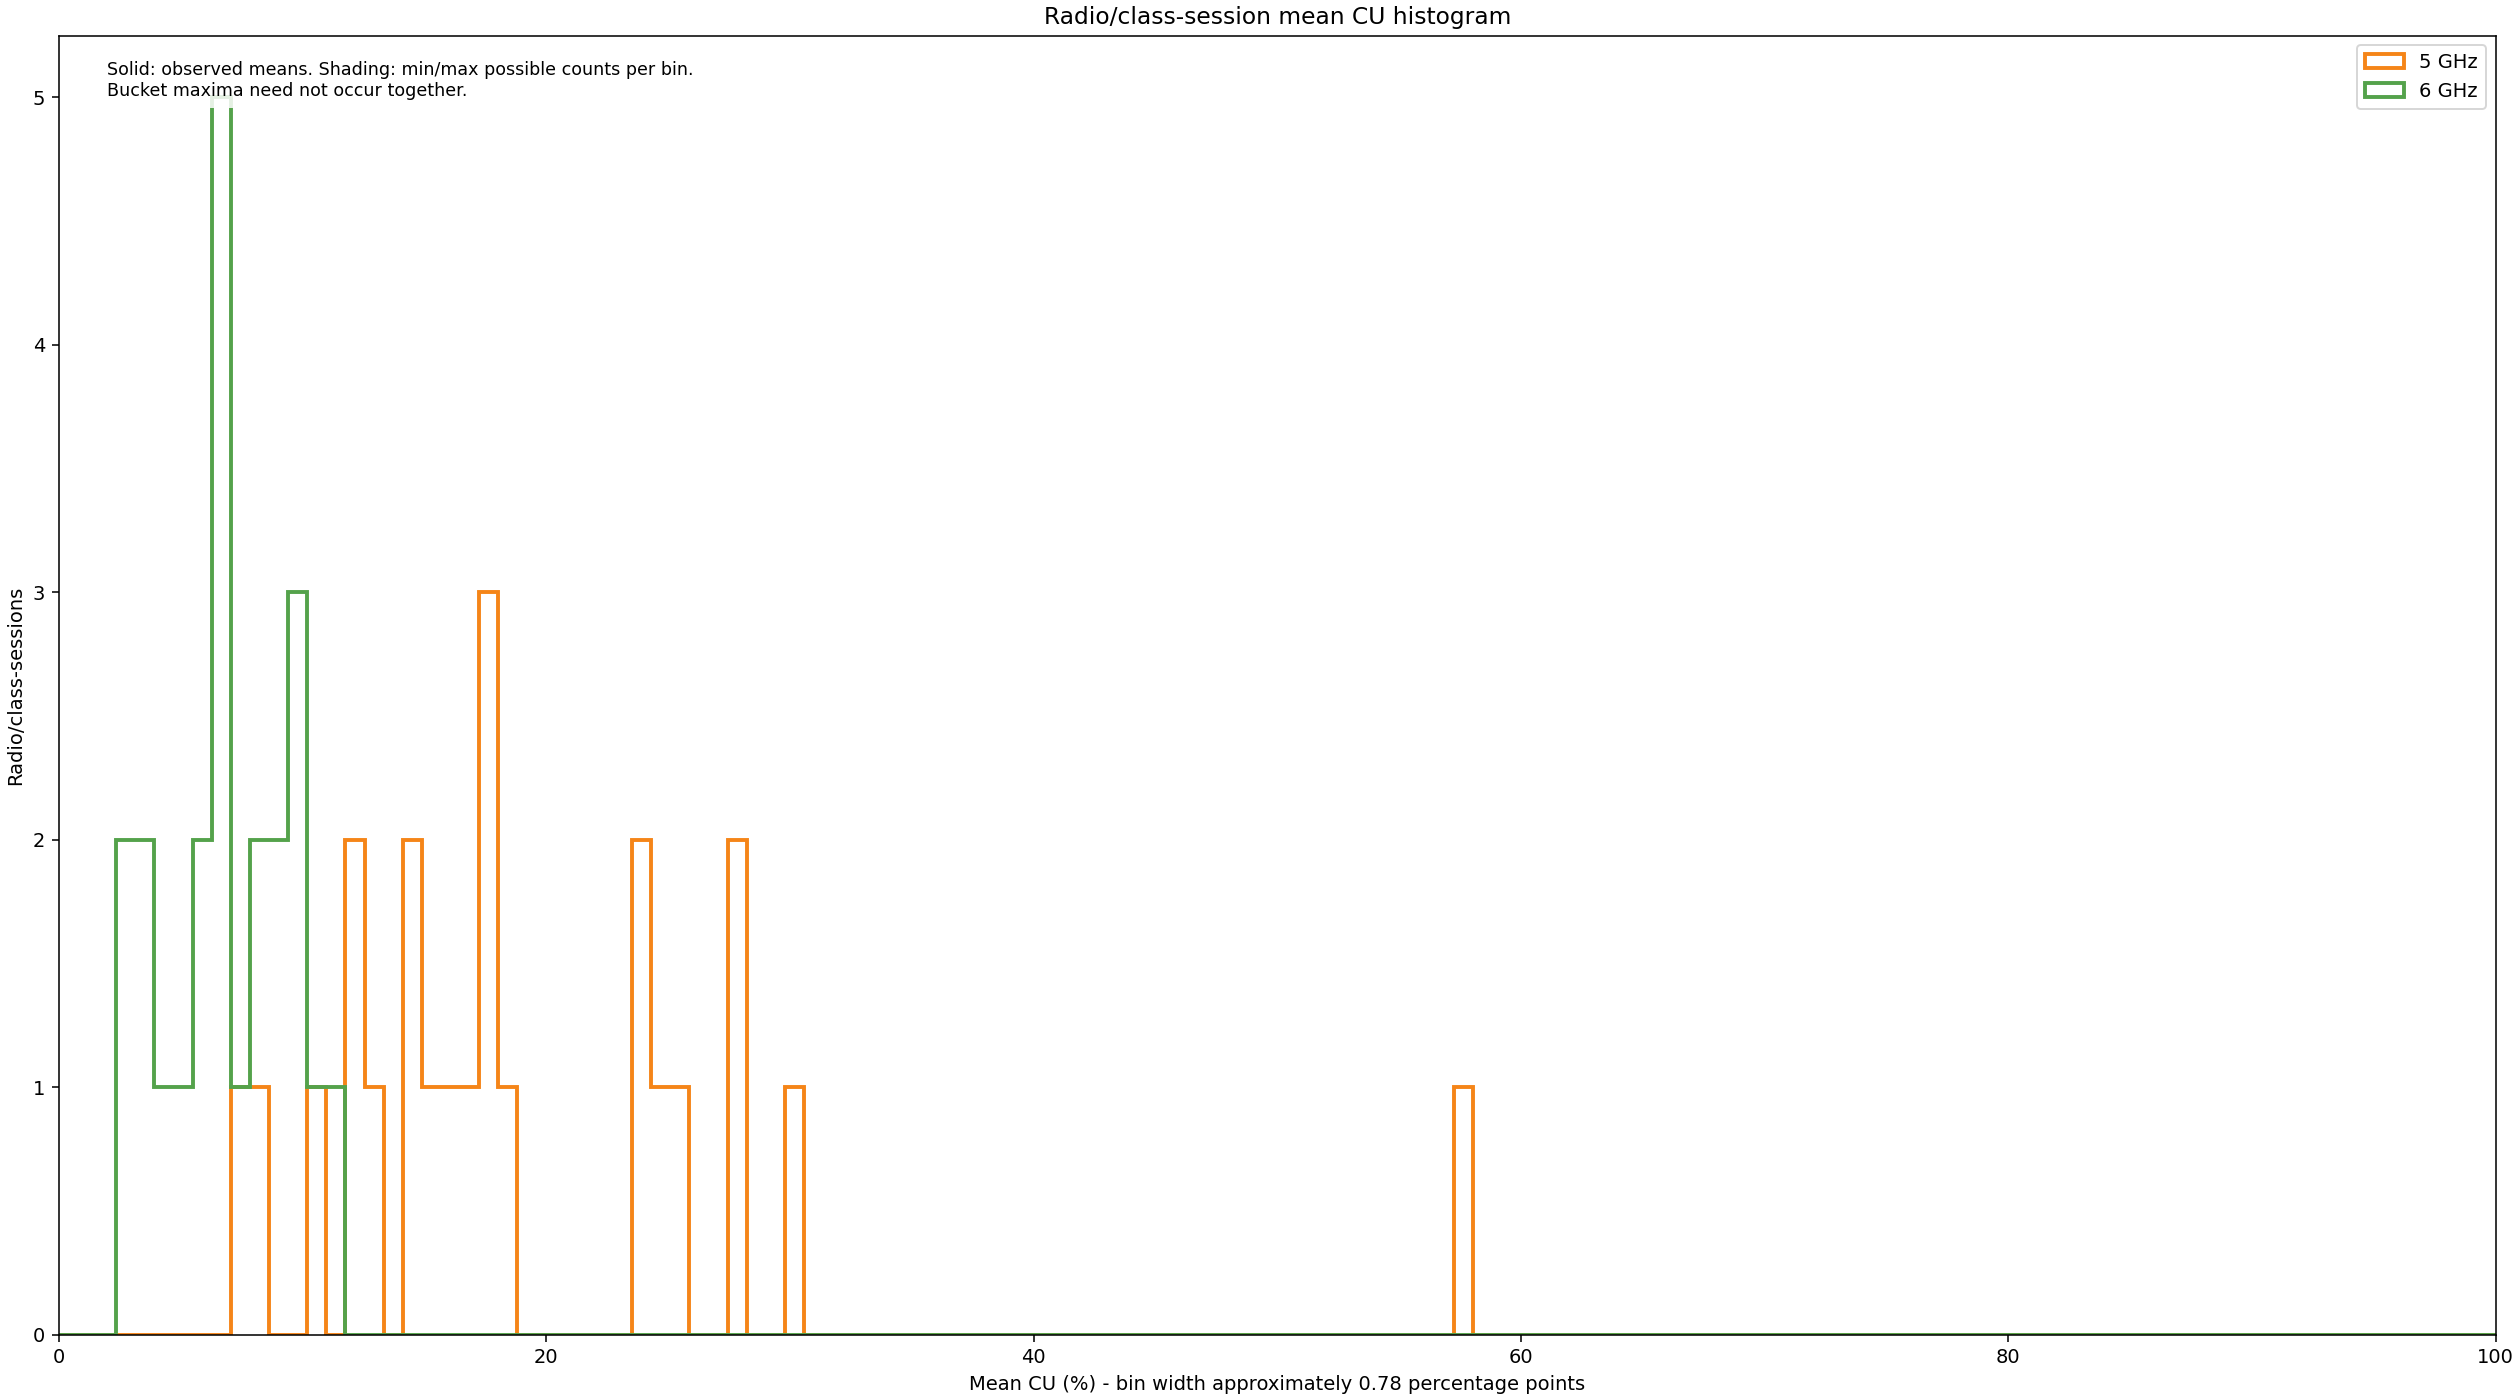 Radio/class-session mean CU histogram
Solid: observed means. Shading: min/max possible counts per bin.
Bucket maxima need not occur together.
5 GHz
6 GHz
5
4
3
2
1
0
Radio/class-sessions
0
20
40
60
80
100
Mean CU (%) - bin width approximately 0.78 percentage points